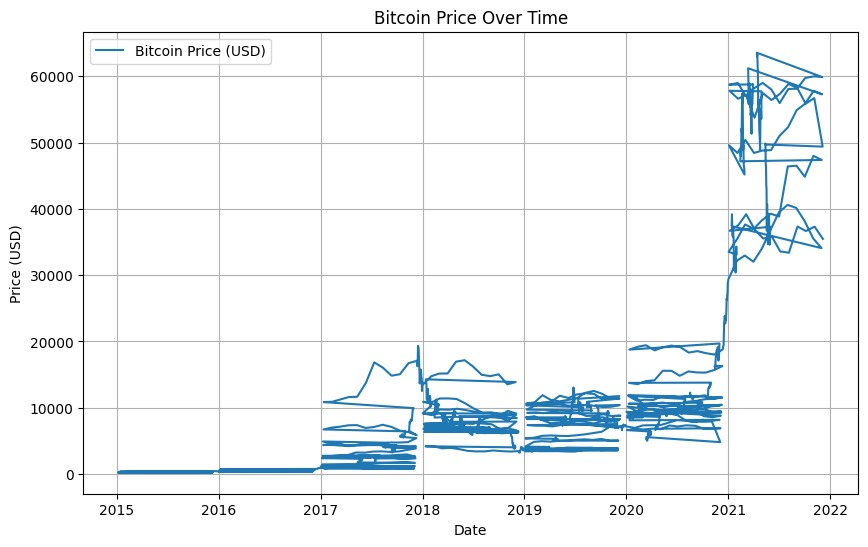 Bitcoin Price Over Time
Bitcoin Price (USD)
60000
50000
40000
30000
20000
10000
0
Price (USD)
2015 2016 2017 2018 2019 2020 2021 2022
Date